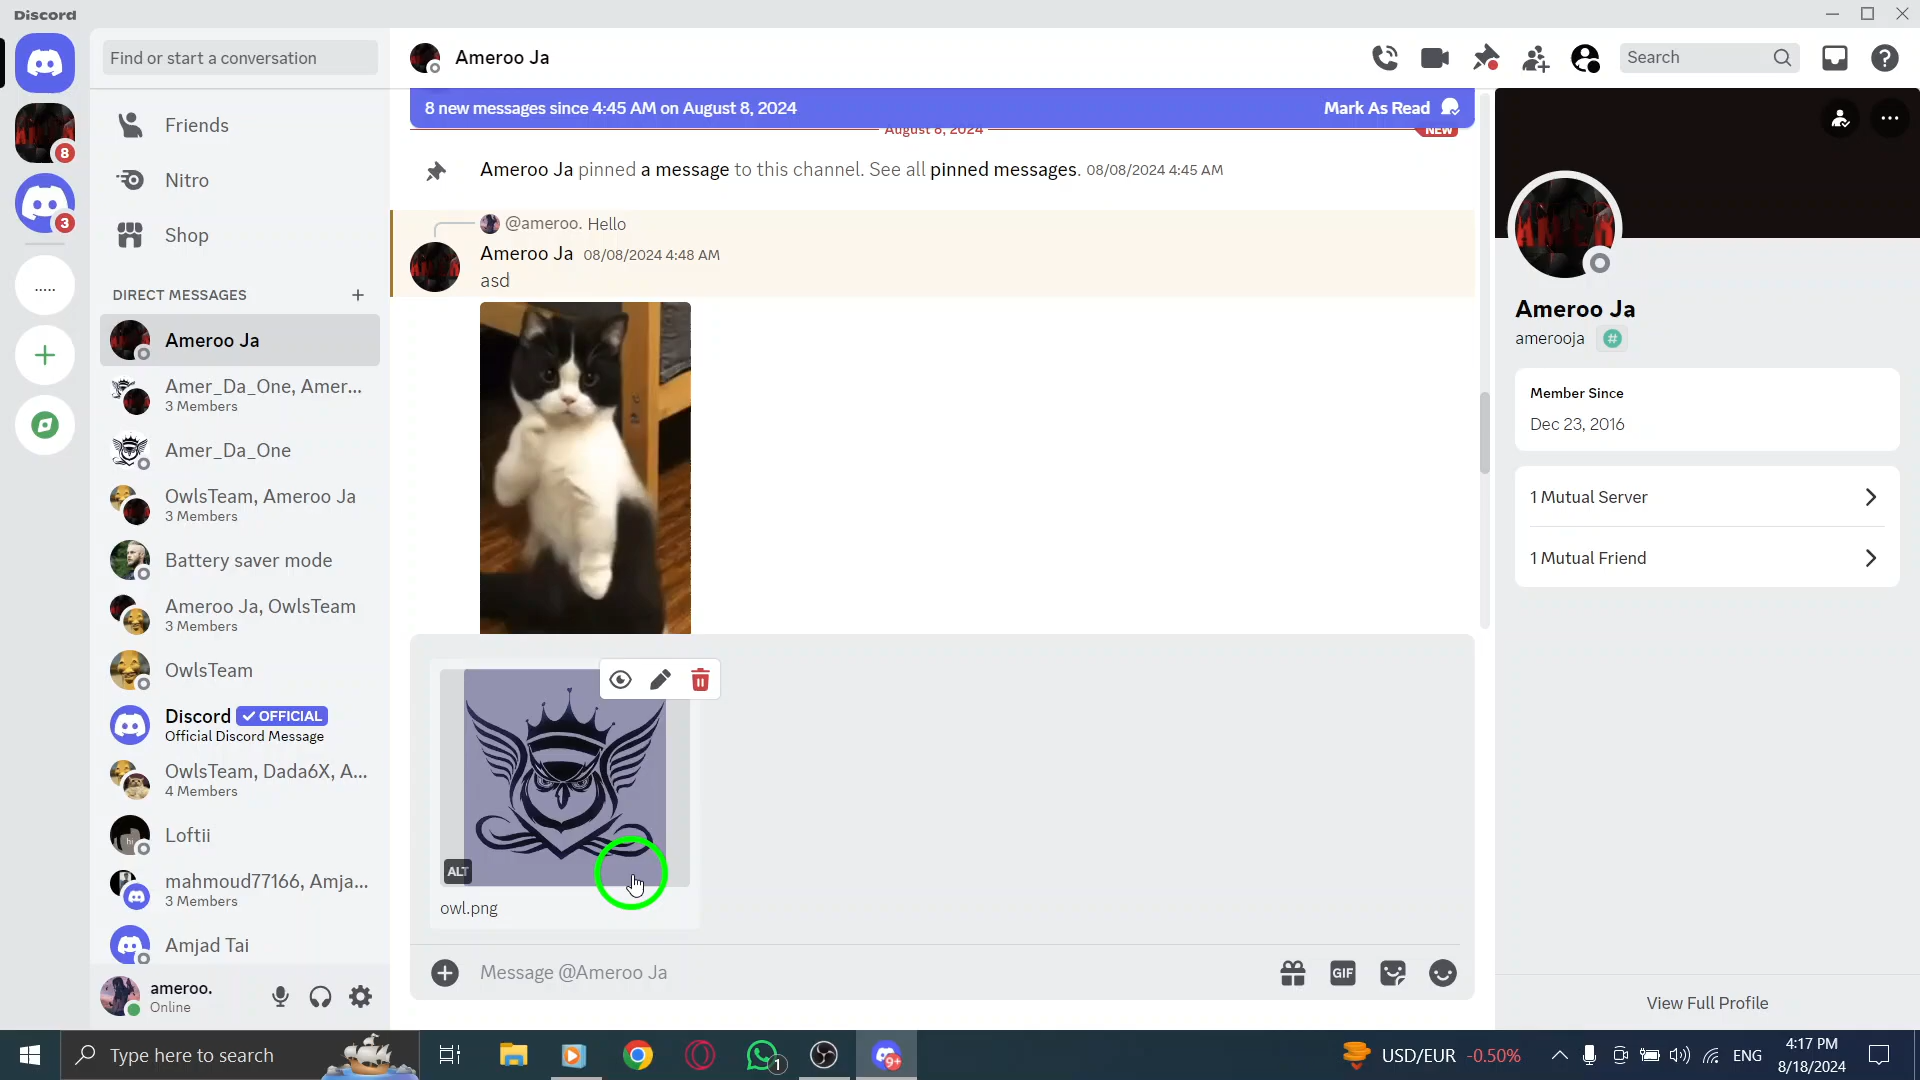 Discord
Find or start a conversation
Friends
Nitro
Shop
DIRECT MESSAGES
Ameroo Ja
Amer_Da_One, Amer...
3 Members
Amer_Da_One
OwlsTeam, Ameroo Ja
3 Members
Battery saver mode
Ameroo Ja, OwlsTeam
3 Members
OwlsTeam
Discord OFFICIAL
Official Discord Message
OwlsTeam, Dada6X, A...
4 Members
Loftii
mahmoud77166, Amja...
3 Members
Amjad Tai
ameroo.
Online
8
3
.....
Ameroo Ja
Search
8 new messages since 4:45 AM on August 8, 2024
Mark As Read
August 8, 2024
NEW
Ameroo Ja pinned a message to this channel. See all pinned messages. 08/08/2024 4:45 AM
@ameroo. Hello
Ameroo Ja 08/08/2024 4:48 AM
asd
ALT
owl.png
Message @Ameroo Ja
GIF
Ameroo Ja
amerooja
Member Since
Dec 23, 2016
1 Mutual Server
1 Mutual Friend
View Full Profile
Type here to search
1
9+
USD/EUR -0.50%
ENG
4:17 PM
8/18/2024